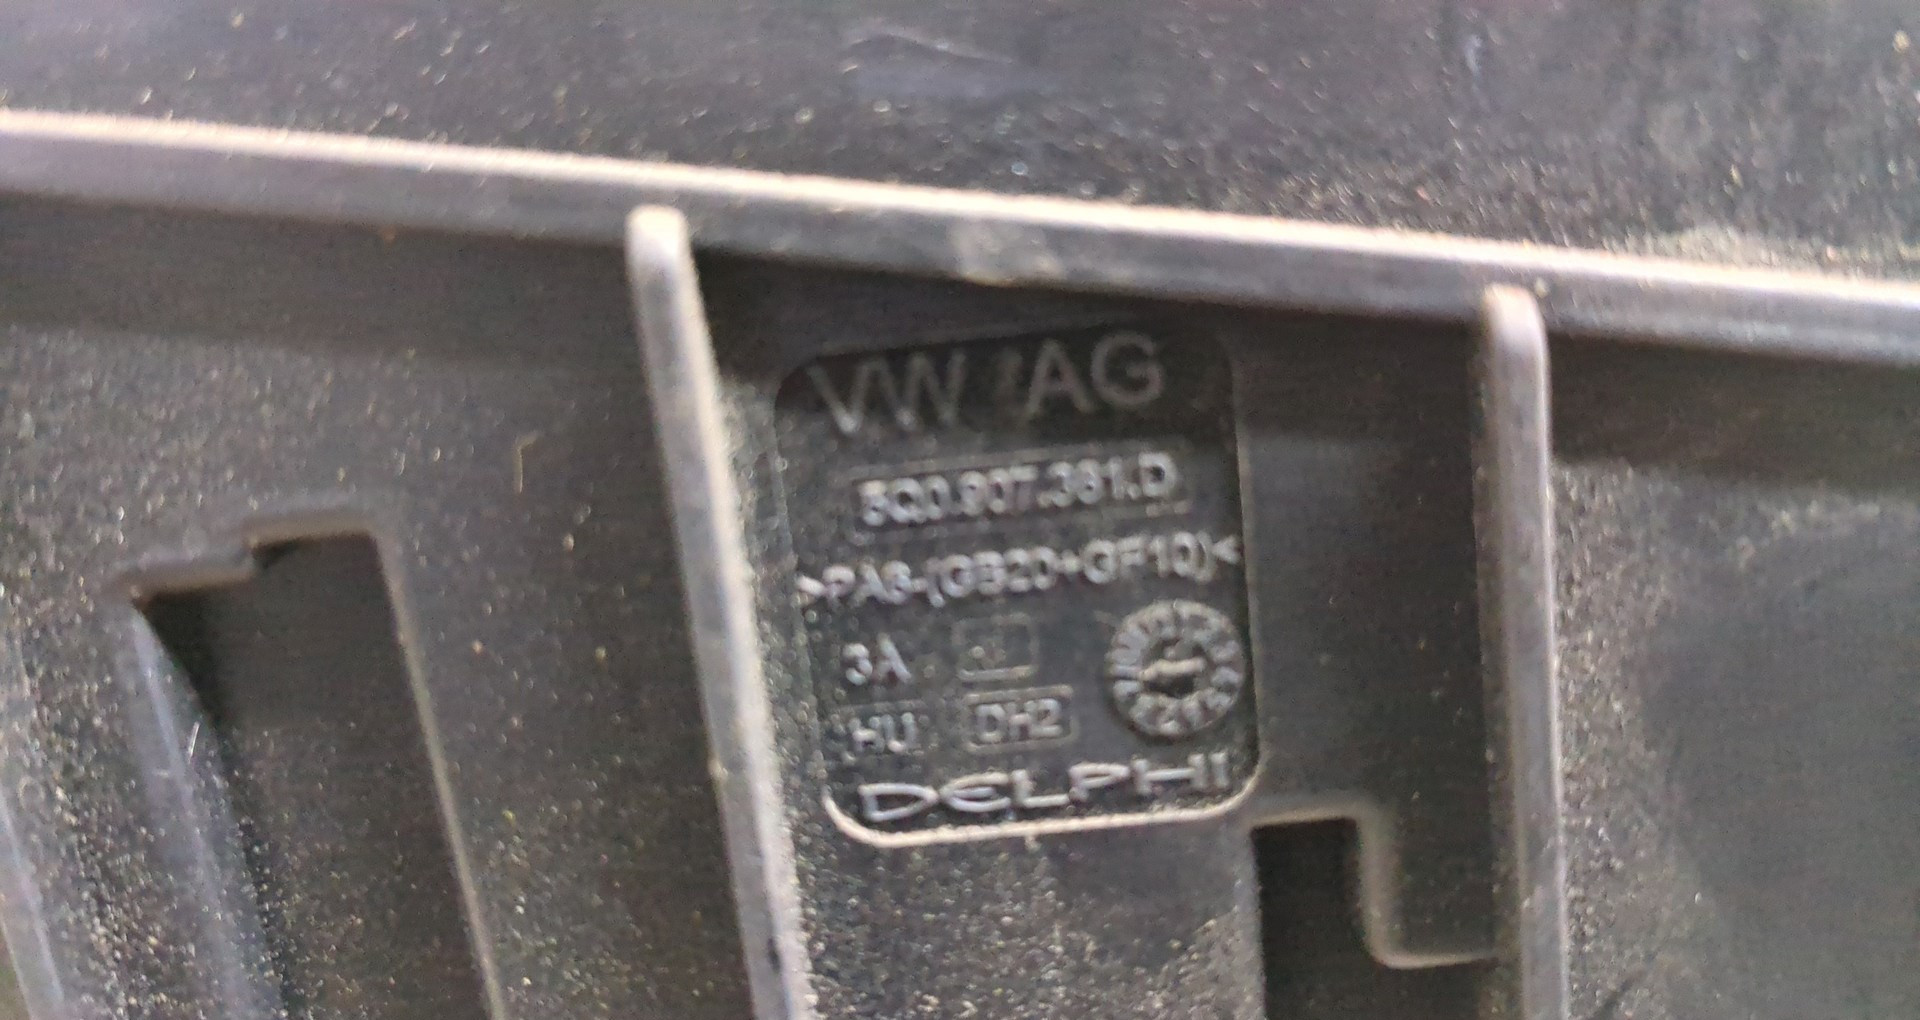 VW AG
5Q0.907.361.D
>PA6-(GB20+GF10)<
3A
HU DH2
DELPHI